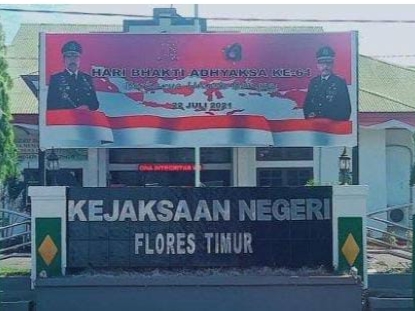 HARI BHAKTI ADHYAKSA KE-61
22 JULI 2021
KEJAKSAAN NEGERI
FLORES TIMUR